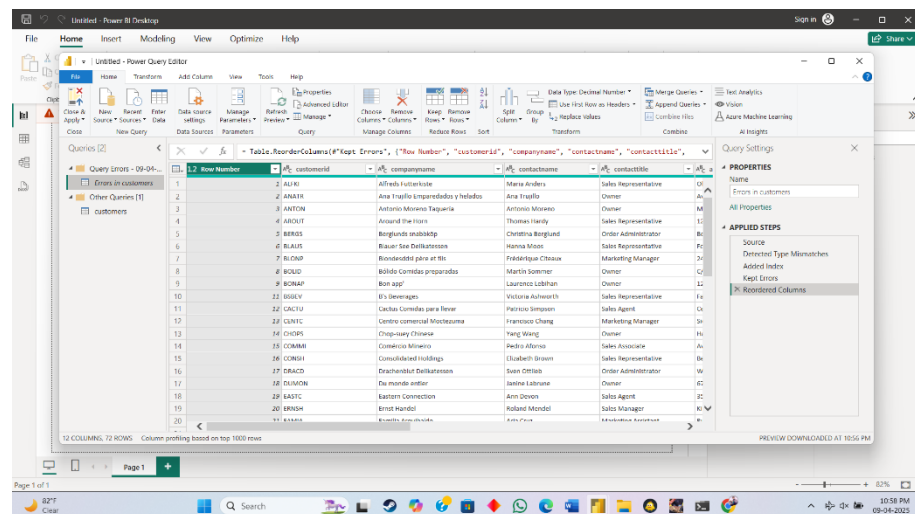 Untitled - Power BI Desktop
Sign in
File Home Insert Modeling View Optimize Help
Share
Paste
Untitled - Power Query Editor
File Home Transform Add Column View Tools Help
Close & Apply
New Source
Recent Sources
Enter Data
Data source settings
Manage Parameters
Refresh Preview
Properties
Advanced Editor
Manage
Choose Columns
Remove Columns
Keep Rows
Remove Rows
Split Column
Group By
Data Type: Decimal Number
Use First Row as Headers
Replace Values
Merge Queries
Append Queries
Combine Files
Text Analytics
Vision
Azure Machine Learning
Close New Query Data Sources Parameters Query Manage Columns Reduce Rows Sort Transform Combine AI Insights
Queries [2]
Query Errors - 09-04-...
Errors in customers
Other Queries [1]
customers
= Table.ReorderColumns(#"Kept Errors", {"Row Number", "customerid", "companyname", "contactname", "contacttitle",
1.2 Row Number customerid companyname contactname contacttitle
1 1 ALFKI Alfreds Futterkiste Maria Anders Sales Representative
2 2 ANATR Ana Trujillo Emparedados y helados Ana Trujillo Owner
3 3 ANTON Antonio Moreno Taquería Antonio Moreno Owner
4 4 AROUT Around the Horn Thomas Hardy Sales Representative
5 5 BERGS Berglunds snabbköp Christina Berglund Order Administrator
6 6 BLAUS Blauer See Delikatessen Hanna Moos Sales Representative
7 7 BLONP Blondesddsl père et fils Frédérique Citeaux Marketing Manager
8 8 BOLID Bólido Comidas preparadas Martín Sommer Owner
9 9 BONAP Bon app' Laurence Lebihan Owner
10 11 BSBEV B's Beverages Victoria Ashworth Sales Representative
11 12 CACTU Cactus Comidas para llevar Patricio Simpson Sales Agent
12 13 CENTC Centro comercial Moctezuma Francisco Chang Marketing Manager
13 14 CHOPS Chop-suey Chinese Yang Wang Owner
14 15 COMMI Comércio Mineiro Pedro Afonso Sales Associate
15 16 CONSH Consolidated Holdings Elizabeth Brown Sales Representative
16 17 DRACD Drachenblut Delikatessen Sven Ottlieb Order Administrator
17 18 DUMON Du monde entier Janine Labrune Owner
18 19 EASTC Eastern Connection Ann Devon Sales Agent
19 20 ERNSH Ernst Handel Roland Mendel Sales Manager
20
Query Settings
PROPERTIES
Name
Errors in customers
All Properties
APPLIED STEPS
Source
Detected Type Mismatches
Added Index
Kept Errors
Reordered Columns
12 COLUMNS, 72 ROWS Column profiling based on top 1000 rows
PREVIEW DOWNLOADED AT 10:56 PM
Page 1
Page 1 of 1
82%
82°F
Clear
Search
10:58 PM
09-04-2025